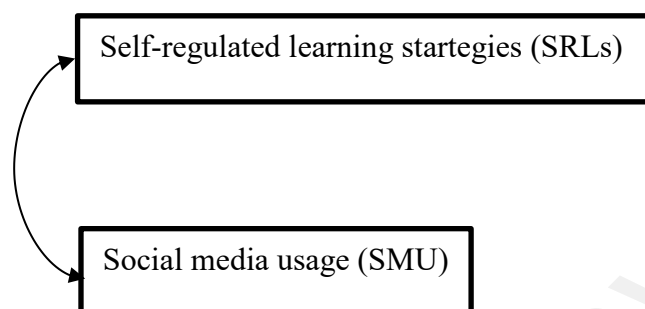 Self-regulated learning startegies (SRLs)
Social media usage (SMU)